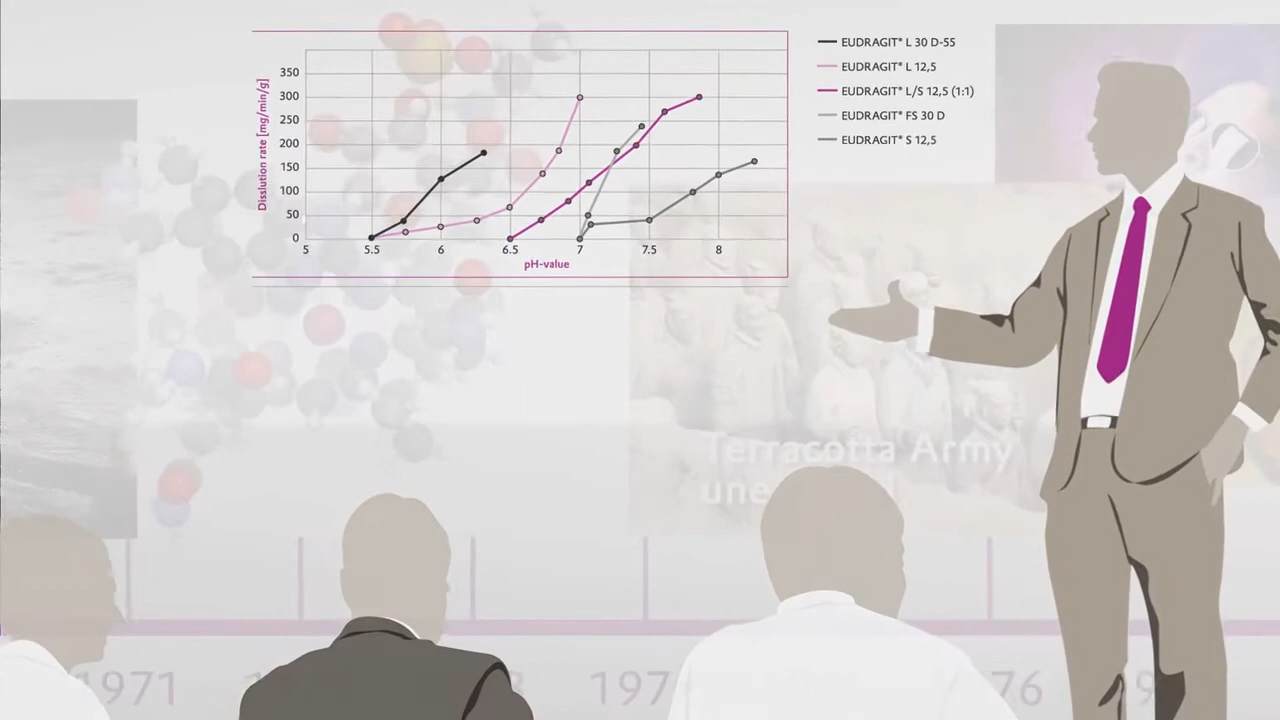 EUDRAGIT® L 30 D-55
EUDRAGIT® L 12,5
EUDRAGIT® L/S 12,5 (1:1)
EUDRAGIT® FS 30 D
EUDRAGIT® S 12,5
Disslution rate [mg/min/g]
350
300
250
200
150
100
50
0
5 5.5 6 6.5 7 7.5 8
pH-value
Terracotta Army
une
1971 197 76